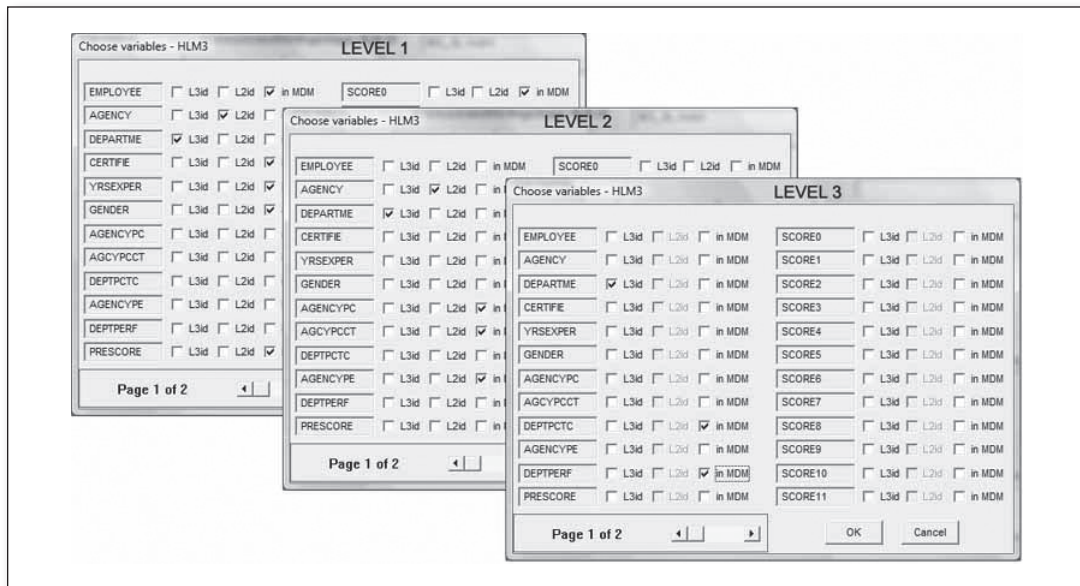 Choose variables - HLM3 LEVEL 1
EMPLOYEE L3id L2id in MDM SCORE0 L3id L2id in MDM
AGENCY L3id L2id
DEPARTME L3id L2id
CERTIFIE L3id L2id
YRSEXPER L3id L2id
GENDER L3id L2id
AGENCYPC L3id L2id
AGCYPCCT L3id L2id
DEPTPCTC L3id L2id
AGENCYPE L3id L2id
DEPTPERF L3id L2id
PRESCORE L3id L2id
Page 1 of 2
Choose variables - HLM3 LEVEL 2
EMPLOYEE L3id L2id in MDM SCORE0 L3id L2id in MDM
AGENCY L3id L2id in
DEPARTME L3id L2id in
CERTIFIE L3id L2id in
YRSEXPER L3id L2id in
GENDER L3id L2id in
AGENCYPC L3id L2id in
AGCYPCCT L3id L2id in
DEPTPCTC L3id L2id in
AGENCYPE L3id L2id in
DEPTPERF L3id L2id in
PRESCORE L3id L2id in
Page 1 of 2
Choose variables - HLM3 LEVEL 3
EMPLOYEE L3id L2id in MDM SCORE0 L3id L2id in MDM
AGENCY L3id L2id in MDM SCORE1 L3id L2id in MDM
DEPARTME L3id L2id in MDM SCORE2 L3id L2id in MDM
CERTIFIE L3id L2id in MDM SCORE3 L3id L2id in MDM
YRSEXPER L3id L2id in MDM SCORE4 L3id L2id in MDM
GENDER L3id L2id in MDM SCORE5 L3id L2id in MDM
AGENCYPC L3id L2id in MDM SCORE6 L3id L2id in MDM
AGCYPCCT L3id L2id in MDM SCORE7 L3id L2id in MDM
DEPTPCTC L3id L2id in MDM SCORE8 L3id L2id in MDM
AGENCYPE L3id L2id in MDM SCORE9 L3id L2id in MDM
DEPTPERF L3id L2id in MDM SCORE10 L3id L2id in MDM
PRESCORE L3id L2id in MDM SCORE11 L3id L2id in MDM
Page 1 of 2 OK Cancel